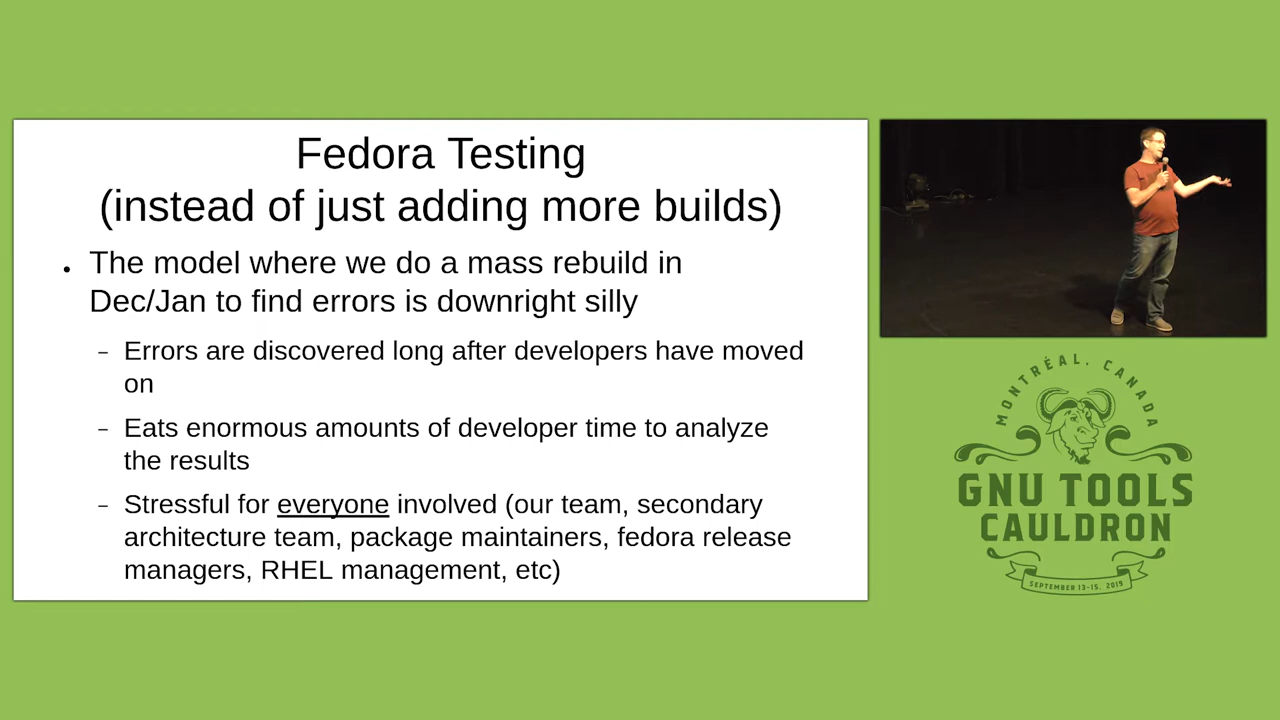 Fedora Testing
(instead of just adding more builds)
• The model where we do a mass rebuild in
Dec/Jan to find errors is downright silly
– Errors are discovered long after developers have moved
on
– Eats enormous amounts of developer time to analyze
the results
– Stressful for everyone involved (our team, secondary
architecture team, package maintainers, fedora release
managers, RHEL management, etc)
MONTRÉAL, CANADA
GNU TOOLS
CAULDRON
SEPTEMBER 13-15, 2019